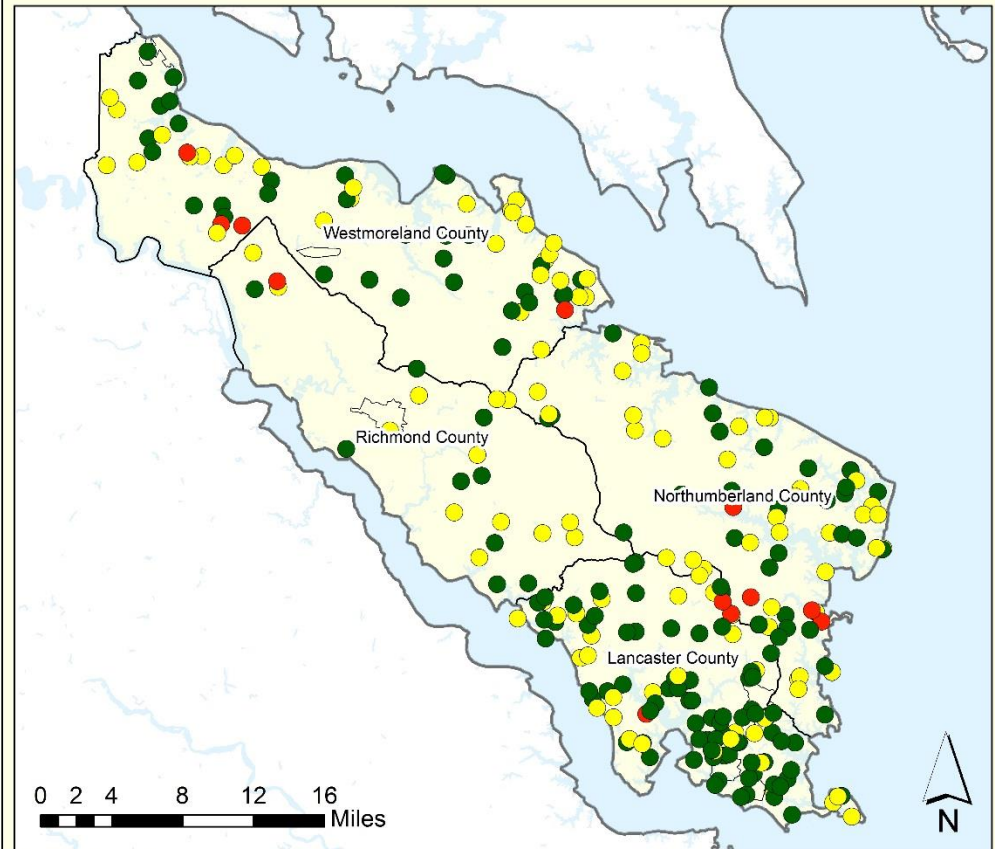 Westmoreland County
Richmond County
Northumberland County
Lancaster County
0 2 4 8 12 16
Miles
N